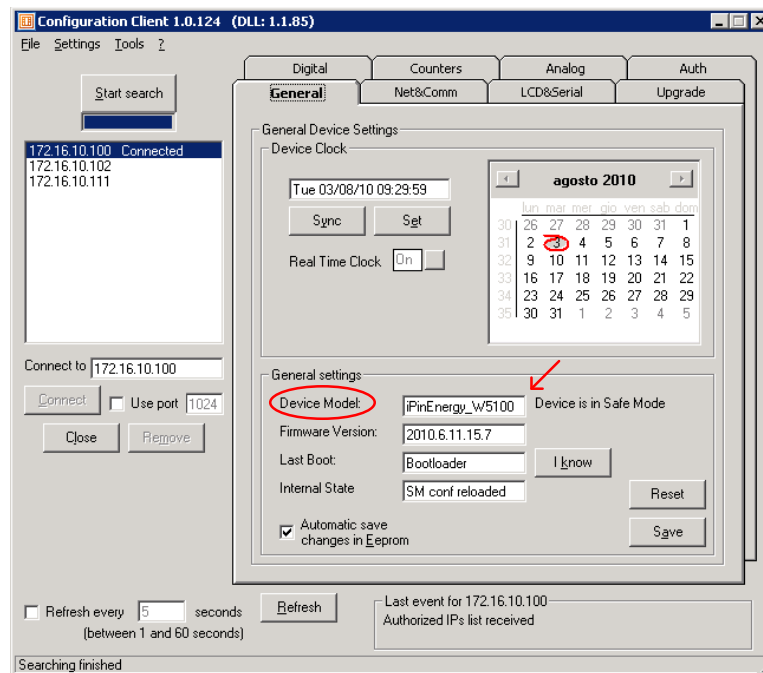 Configuration Client 1.0.124 (DLL: 1.1.85)
File Settings Tools ?
Start search
172.16.10.100 Connected
172.16.10.102
172.16.10.111
Connect to 172.16.10.100
Connect Use port 1024
Close Remove
Digital Counters Analog Auth
General Net&Comm LCD&Serial Upgrade
General Device Settings
Device Clock
Tue 03/08/10 09:29:59
Sync Set
Real Time Clock On
agosto 2010
lun mar mer gio ven sab dom
30 26 27 28 29 30 31 1
31 2 3 4 5 6 7 8
32 9 10 11 12 13 14 15
33 16 17 18 19 20 21 22
34 23 24 25 26 27 28 29
35 30 31 1 2 3 4 5
General settings
Device Model: iPinEnergy_W5100 Device is in Safe Mode
Firmware Version: 2010.6.11.15.7
Last Boot: Bootloader I know
Internal State SM conf reloaded
Reset
Automatic save
changes in Eeprom
Save
Refresh every 5 seconds
(between 1 and 60 seconds)
Refresh
Last event for 172.16.10.100
Authorized IPs list received
Searching finished